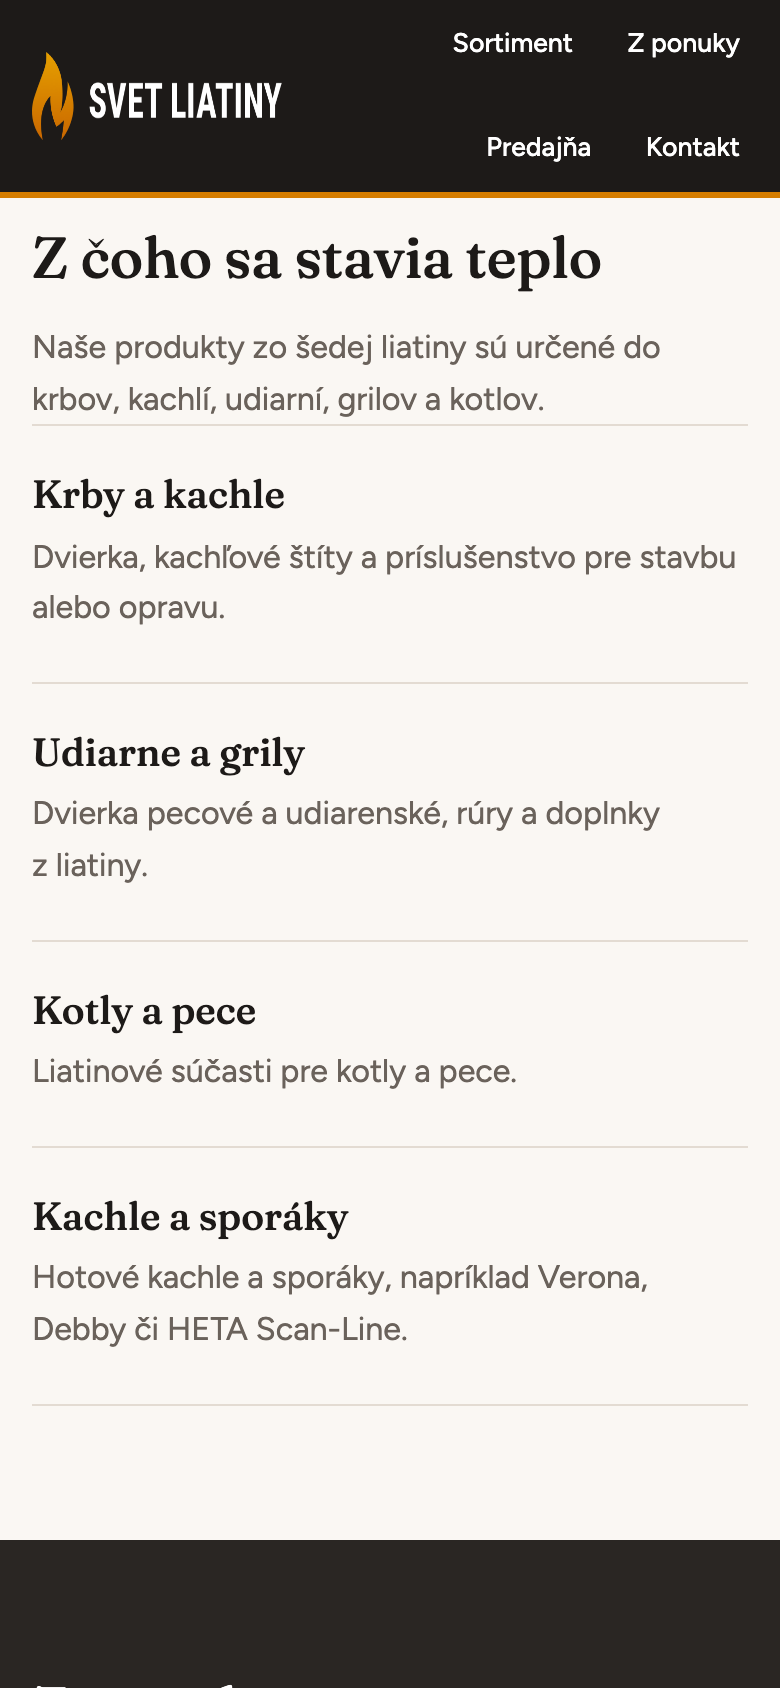 SVET LIATINY
Sortiment
Z ponuky
Predajňa
Kontakt
Z čoho sa stavia teplo
Naše produkty zo šedej liatiny sú určené do
krbov, kachlí, udiarní, grilov a kotlov.
Krby a kachle
Dvierka, kachľové štíty a príslušenstvo pre stavbu
alebo opravu.
Udiarne a grily
Dvierka pecové a udiarenské, rúry a doplnky
z liatiny.
Kotly a pece
Liatinové súčasti pre kotly a pece.
Kachle a sporáky
Hotové kachle a sporáky, napríklad Verona,
Debby či HETA Scan-Line.